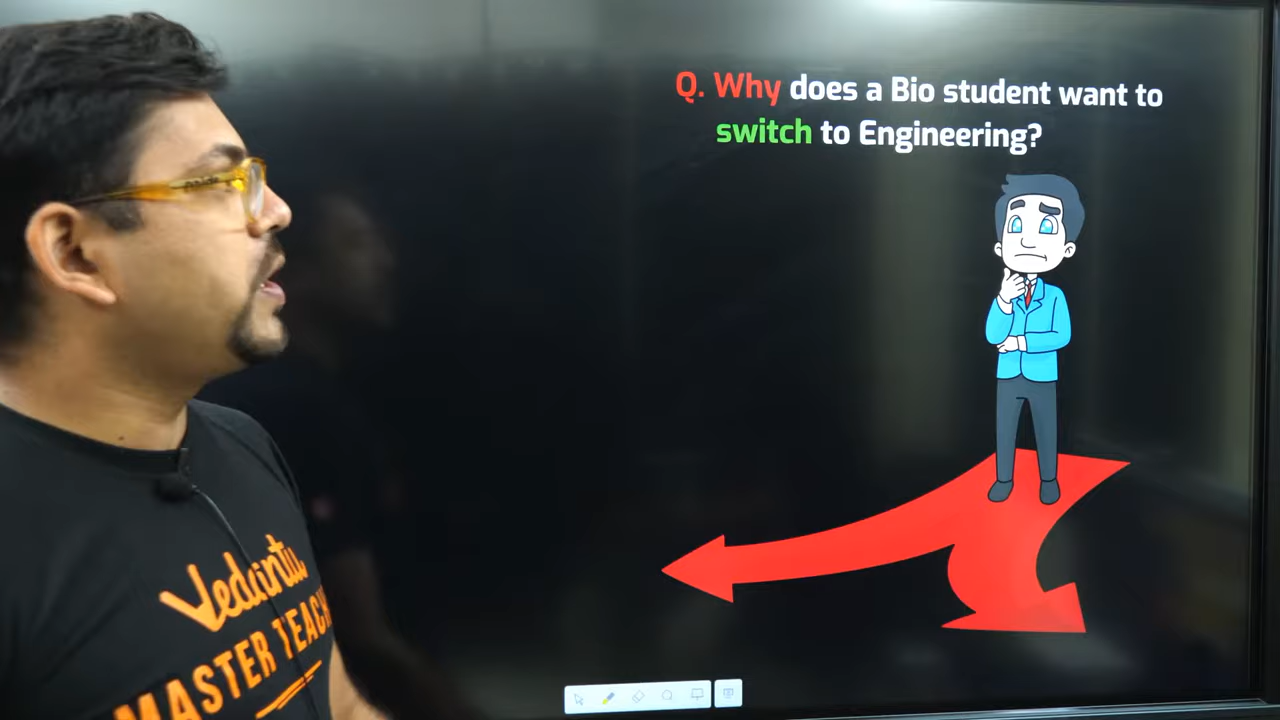 Q. Why does a Bio student want to
switch to Engineering?
Vedantu
MASTER TEACH